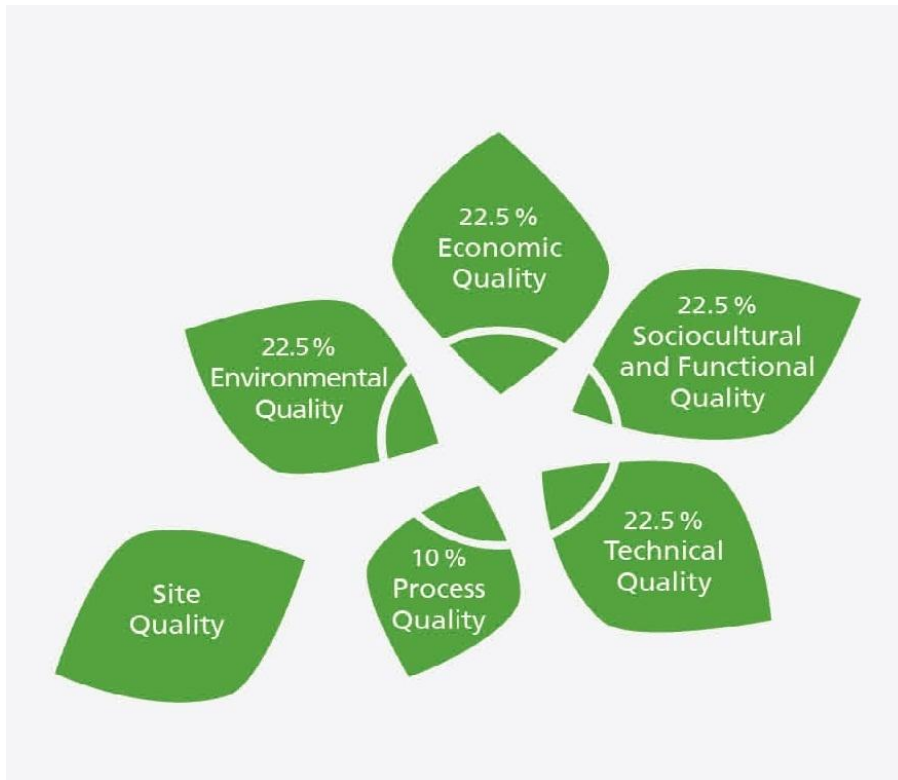 22.5 %
Economic
Quality
22.5 %
Sociocultural
and Functional
Quality
22.5 %
Environmental
Quality
22.5 %
Technical
Quality
10 %
Process
Quality
Site
Quality